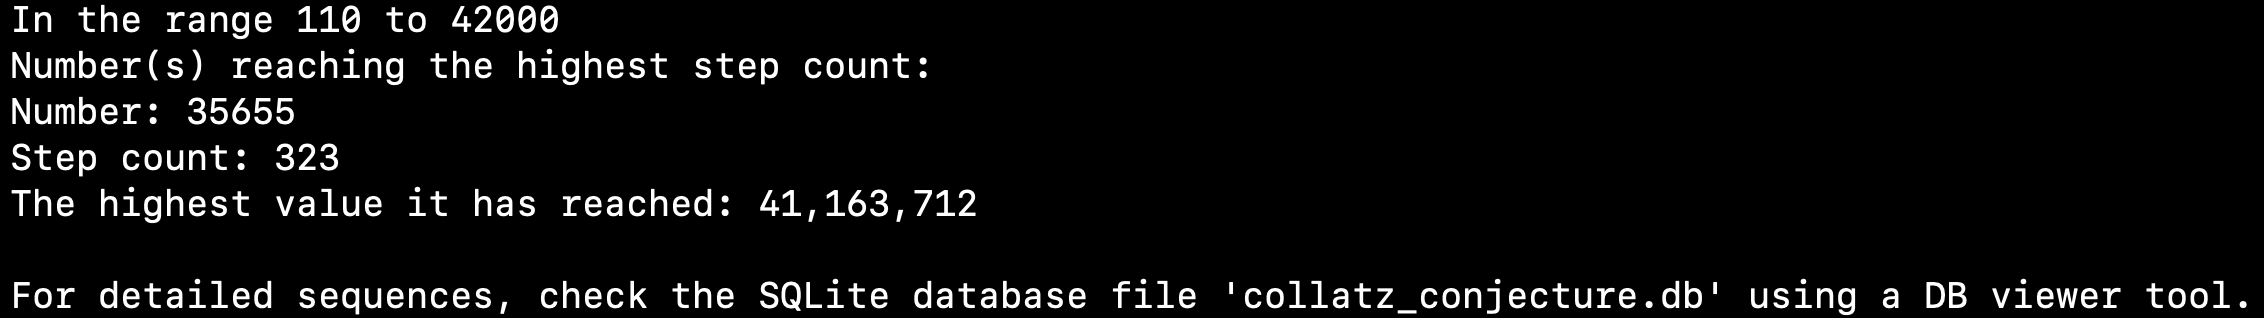 In the range 110 to 42000
Number(s) reaching the highest step count:
Number: 35655
Step count: 323
The highest value it has reached: 41,163,712
For detailed sequences, check the SQLite database file 'collatz_conjecture.db' using a DB viewer tool.